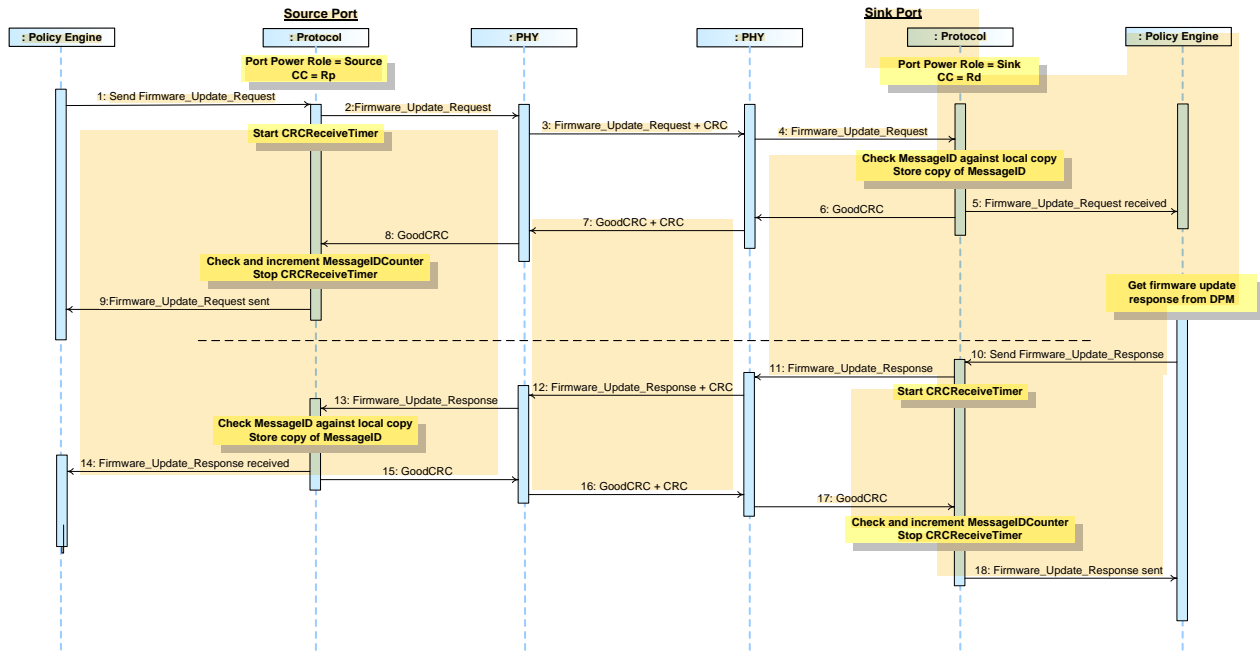 Source Port
Sink Port
: Policy Engine
: Protocol
: PHY
: PHY
: Protocol
: Policy Engine
Port Power Role = Source
CC = Rp
Port Power Role = Sink
CC = Rd
1: Send Firmware_Update_Request
2:Firmware_Update_Request
Start CRCReceiveTimer
3: Firmware_Update_Request + CRC
4: Firmware_Update_Request
Check MessageID against local copy
Store copy of MessageID
5: Firmware_Update_Request received
6: GoodCRC
7: GoodCRC + CRC
8: GoodCRC
Check and increment MessageIDCounter
Stop CRCReceiveTimer
9:Firmware_Update_Request sent
Get firmware update
response from DPM
10: Send Firmware_Update_Response
11: Firmware_Update_Response
Start CRCReceiveTimer
12: Firmware_Update_Response + CRC
13: Firmware_Update_Response
Check MessageID against local copy
Store copy of MessageID
14: Firmware_Update_Response received
15: GoodCRC
16: GoodCRC + CRC
17: GoodCRC
Check and increment MessageIDCounter
Stop CRCReceiveTimer
18: Firmware_Update_Response sent